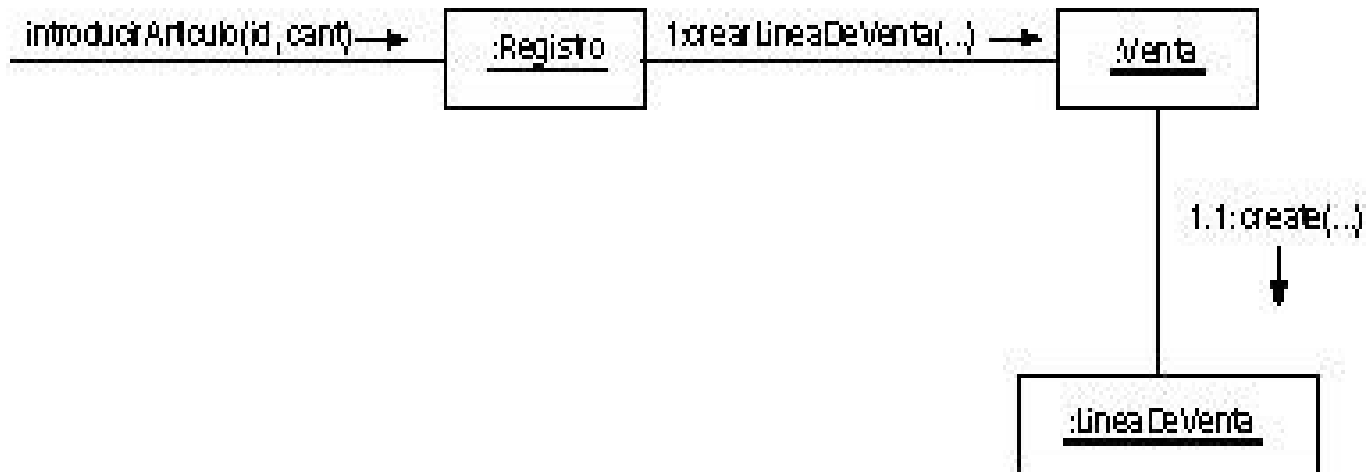 introducirArticulo(id, cant)
:Registro
1:crearLineaDeVenta(...)
:Venta
1.1: create(...)
:LineaDeVenta